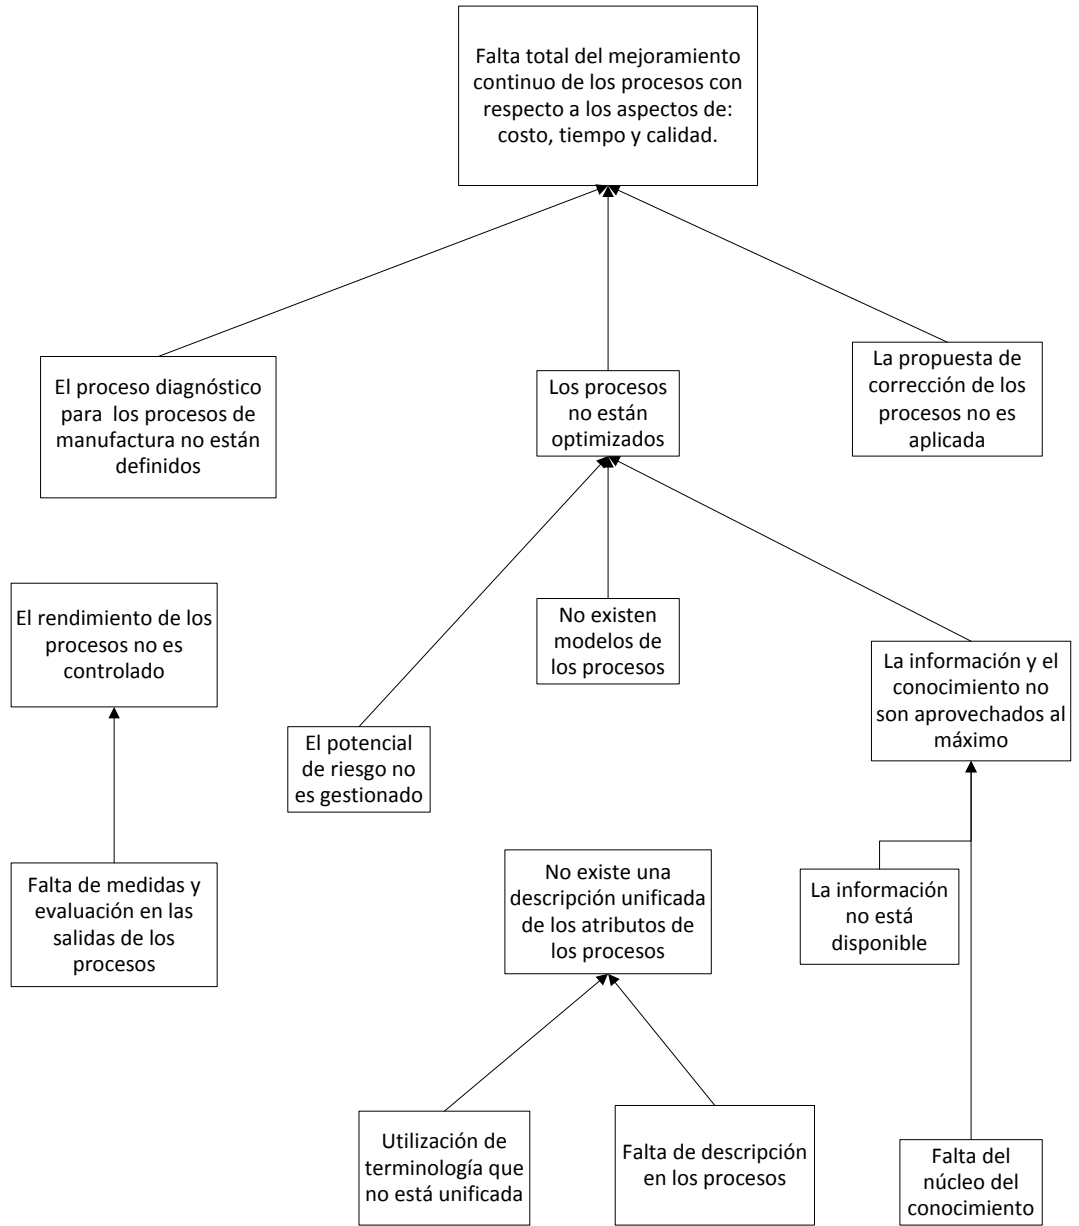 Falta total del mejoramiento
continuo de los procesos con
respecto a los aspectos de:
costo, tiempo y calidad.
El proceso diagnóstico
para los procesos de
manufactura no están
definidos
Los procesos
no están
optimizados
La propuesta de
corrección de los
procesos no es
aplicada
El rendimiento de los
procesos no es
controlado
No existen
modelos de
los procesos
La información y el
conocimiento no
son aprovechados al
máximo
El potencial
de riesgo no
es gestionado
Falta de medidas y
evaluación en las
salidas de los
procesos
No existe una
descripción unificada
de los atributos de
los procesos
La información
no está
disponible
Utilización de
terminología que
no está unificada
Falta de descripción
en los procesos
Falta del
núcleo del
conocimiento